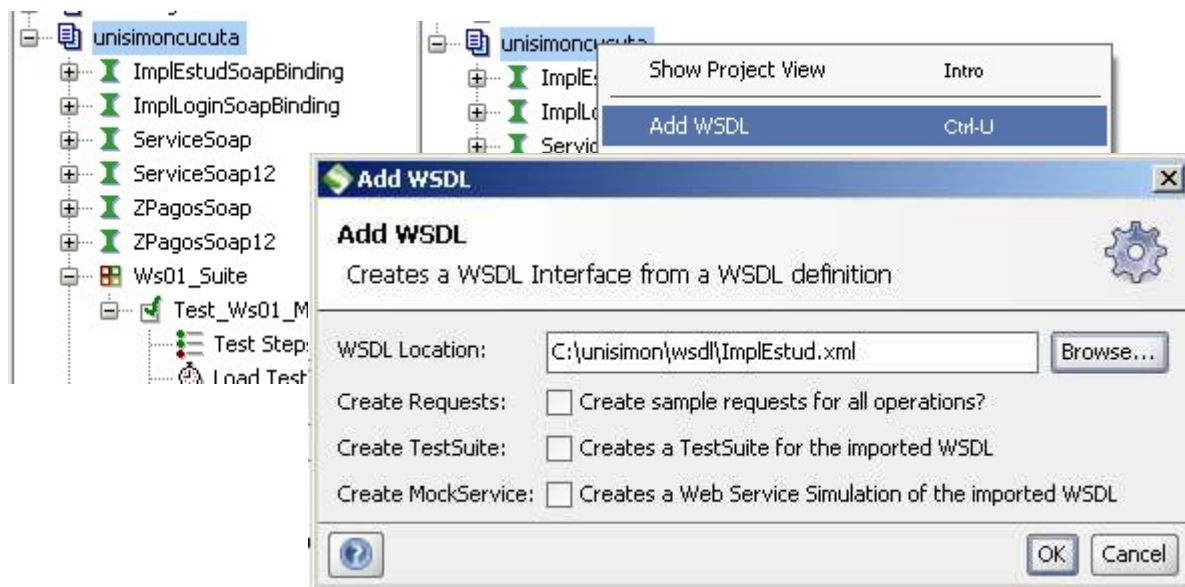 unisimoncucuta
ImplEstudSoapBinding
ImplLoginSoapBinding
ServiceSoap
ServiceSoap12
ZPagosSoap
ZPagosSoap12
Ws01_Suite
Test_Ws01_M
Test Step
Load Test
unisimoncucuta
ImplE
ImplLo
Servic
Show Project View Intro
Add WSDL Ctrl-U
Add WSDL
Add WSDL
Creates a WSDL Interface from a WSDL definition
WSDL Location: C:\unisimon\wsdl\ImplEstud.xml Browse...
Create Requests: Create sample requests for all operations?
Create TestSuite: Creates a TestSuite for the imported WSDL
Create MockService: Creates a Web Service Simulation of the imported WSDL
OK Cancel